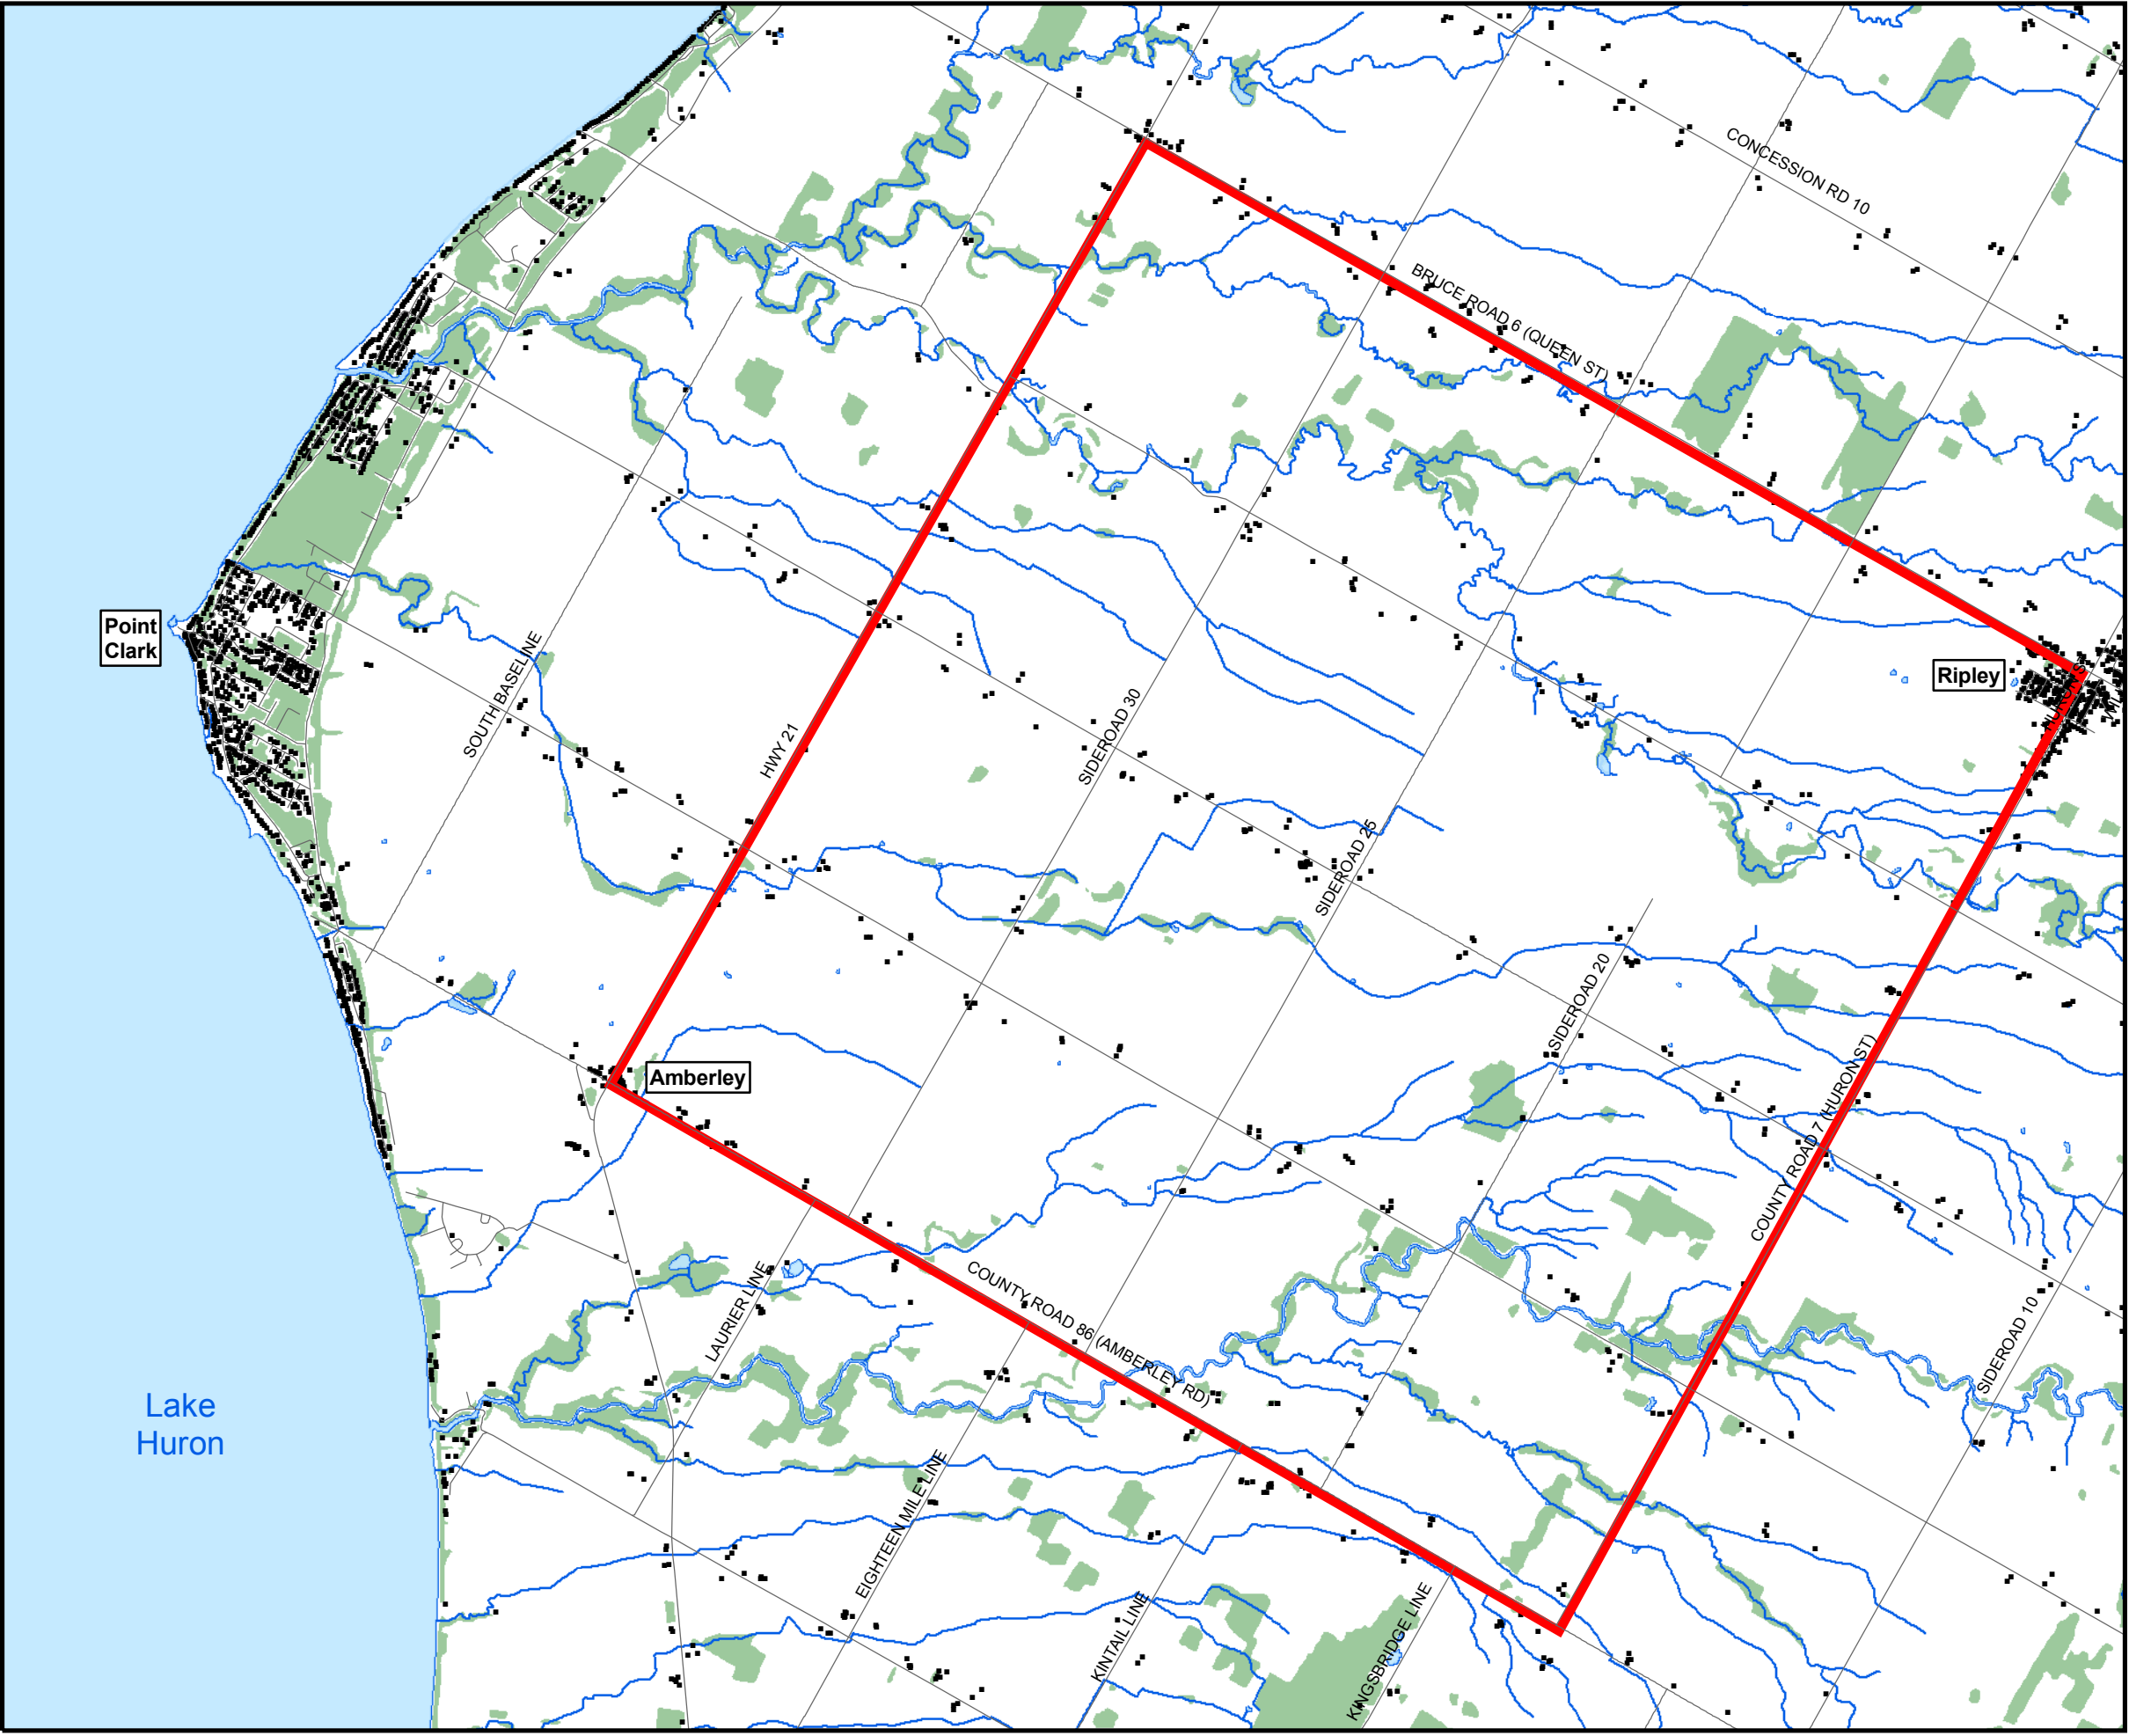 CONCESSION RD 10
BRUCE ROAD 6 (QUEEN ST)
Point
Clark
SOUTH BASELINE
HWY 21
SIDEROAD 30
Ripley
HURON ST
SIDEROAD 25
SIDEROAD 20
Amberley
COUNTY ROAD 7 (HURON ST)
LAURIER LINE
COUNTY ROAD 86 (AMBERLEY RD)
SIDEROAD 10
Lake
Huron
EIGHTEEN MILE LINE
KINTAIL LINE
KINGSBRIDGE LINE